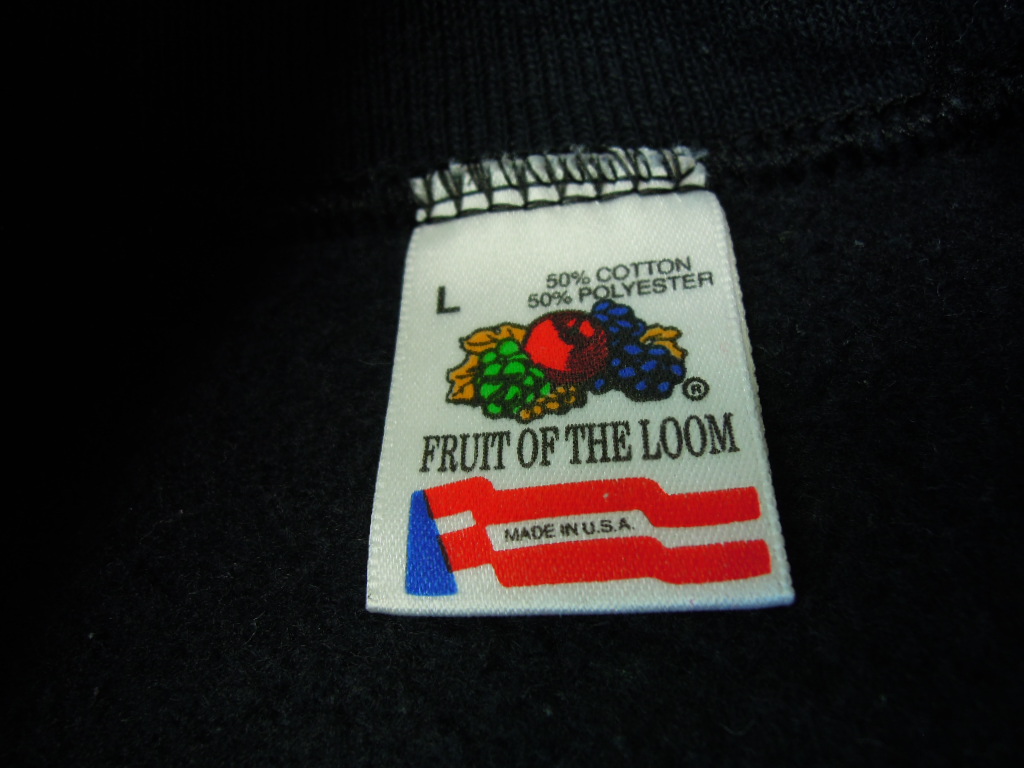 50% COTTON
L
50% POLYESTER
®
FRUIT OF THE LOOM
MADE IN U.S.A.